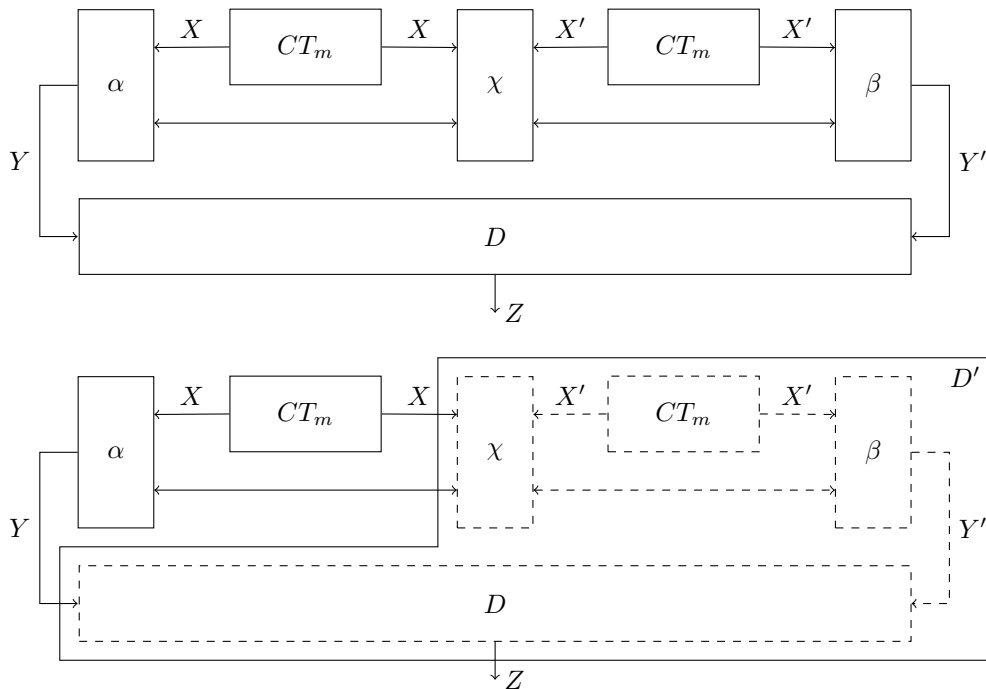 X CT_m X X′ CT_m X′
α χ β
Y Y′
D
Z
D′
X CT_m X X′ CT_m X′
α χ β
Y Y′
D
Z